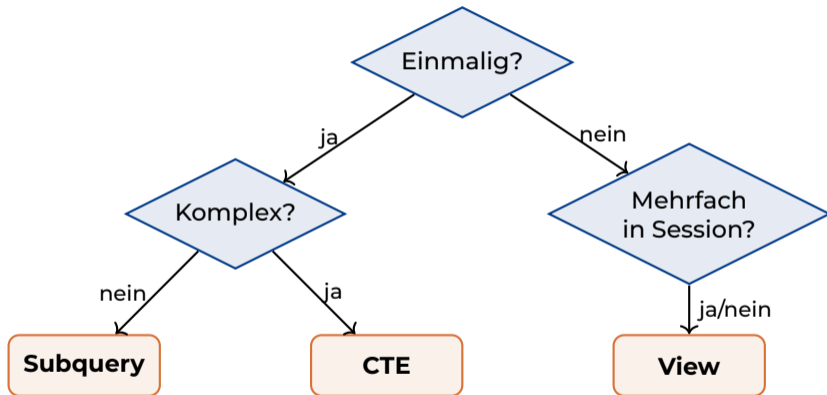 Einmalig?
ja
nein
Komplex?
Mehrfach
in Session?
nein
ja
ja/nein
Subquery
CTE
View